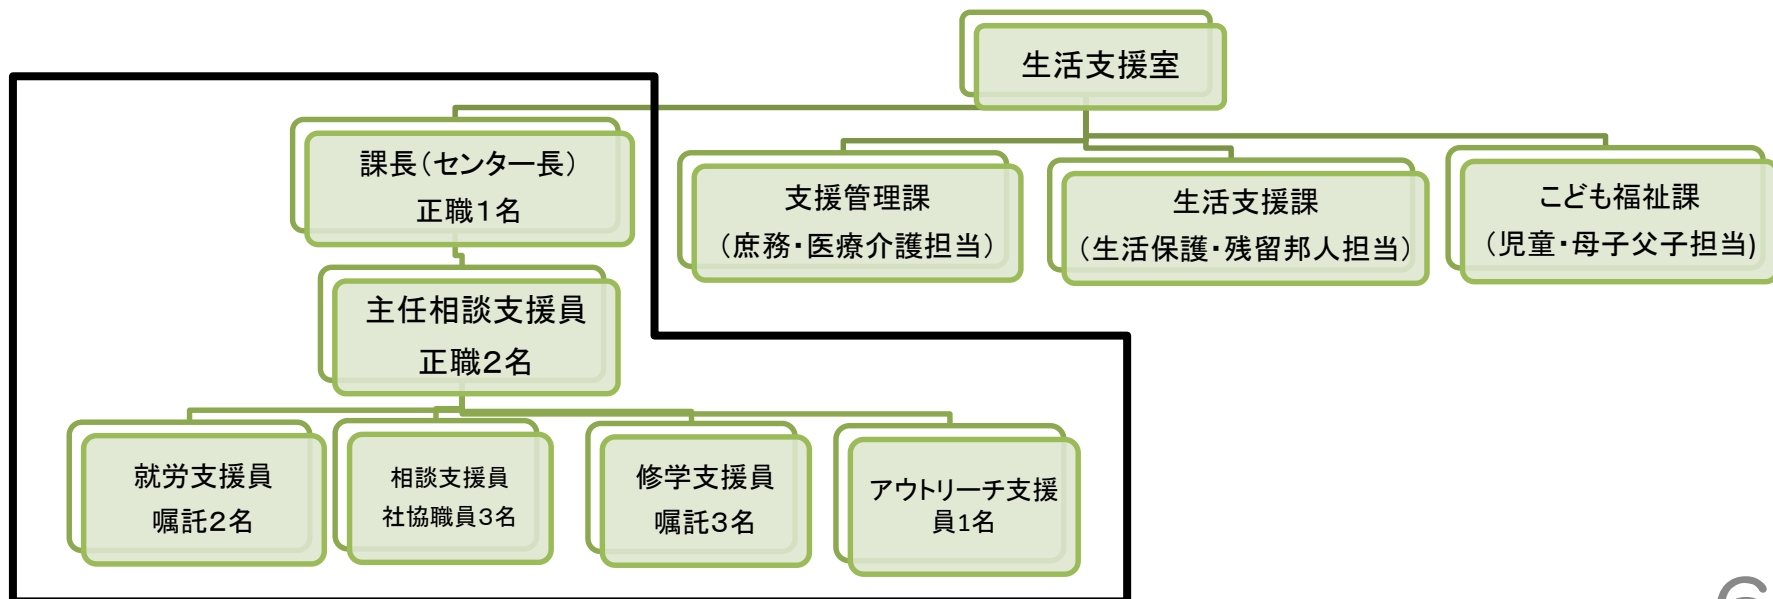 生活支援室
課長（センター長）
正職１名
支援管理課
（庶務・医療介護担当）
生活支援課
（生活保護・残留邦人担当）
こども福祉課
（児童・母子父子担当)
主任相談支援員
正職２名
就労支援員
嘱託２名
相談支援員
社協職員３名
修学支援員
嘱託３名
アウトリーチ支援
員1名